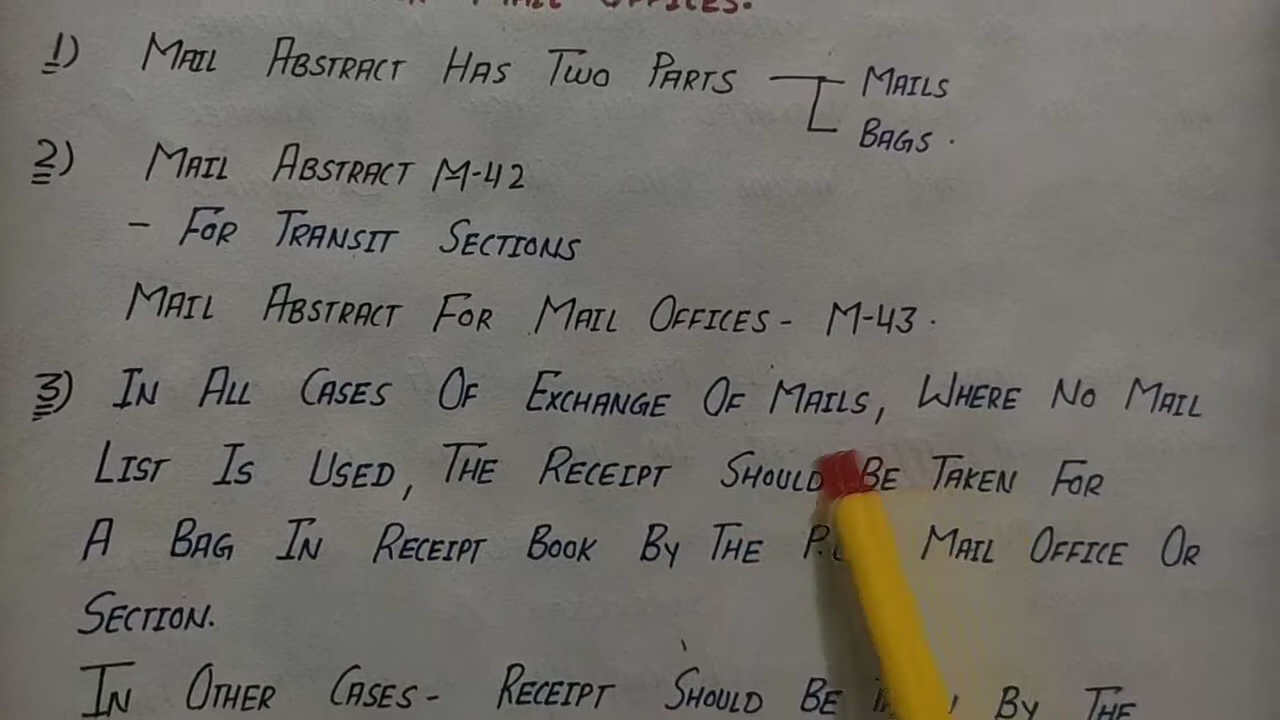 MAIL OFFICES.
1) MAIL ABSTRACT HAS TWO PARTS MAILS
BAGS.
2) MAIL ABSTRACT M-42
- FOR TRANSIT SECTIONS
MAIL ABSTRACT FOR MAIL OFFICES - M-43.
3) IN ALL CASES OF EXCHANGE OF MAILS, WHERE NO MAIL
LIST IS USED, THE RECEIPT SHOULD BE TAKEN FOR
A BAG IN RECEIPT BOOK BY THE MAIL OFFICE OR
SECTION.
IN OTHER CASES - RECEIPT SHOULD BE BY THE